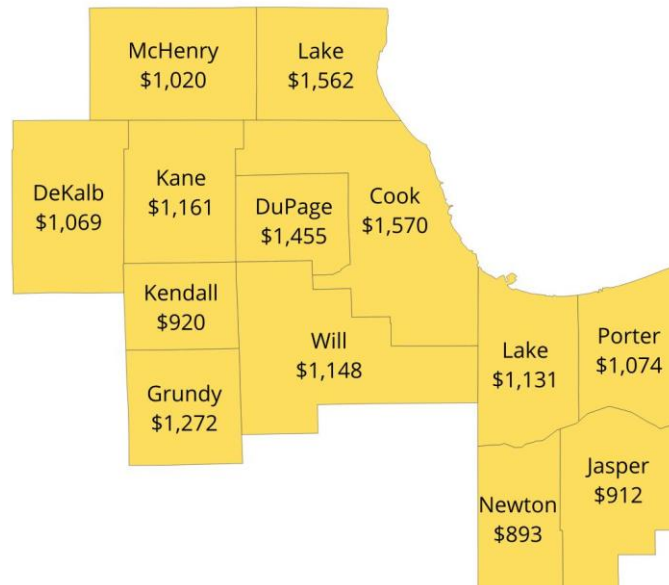 McHenry
$1,020
Lake
$1,562
DeKalb
$1,069
Kane
$1,161
DuPage
$1,455
Cook
$1,570
Kendall
$920
Will
$1,148
Grundy
$1,272
Lake
$1,131
Porter
$1,074
Newton
$893
Jasper
$912